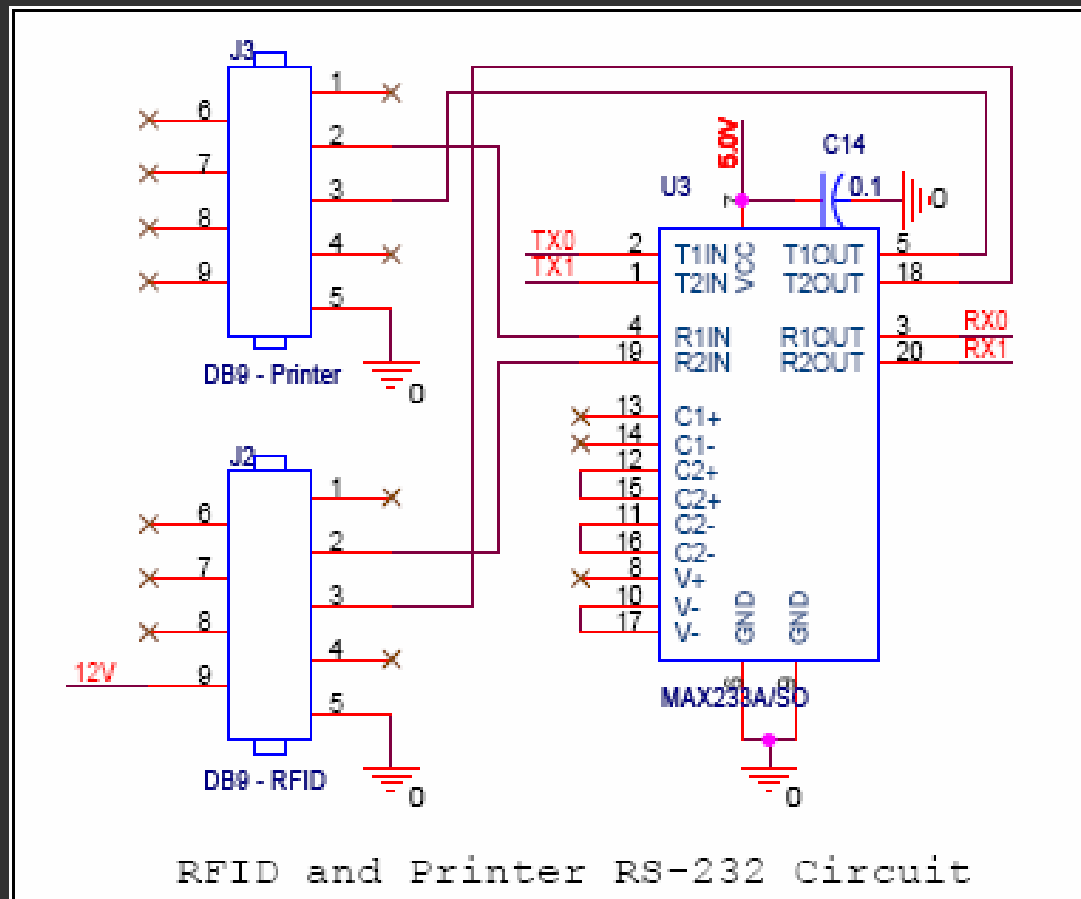 J3
1
6
2
7
3
8
4
9
5
DB9 - Printer
0
J2
1
6
2
7
3
8
4
12V
9
5
DB9 - RFID
0
5.0V
C14
0.1
0
U3
7
TX0 2 T1IN VCC T1OUT 5
TX1 1 T2IN T2OUT 18
4 R1IN R1OUT 3 RX0
19 R2IN R2OUT 20 RX1
13 C1+
14 C1-
12 C2+
15 C2+
11 C2-
16 C2-
8 V+
10 V-
17 V-
GND GND
6 9
MAX233A/SO
0
RFID and Printer RS-232 Circuit